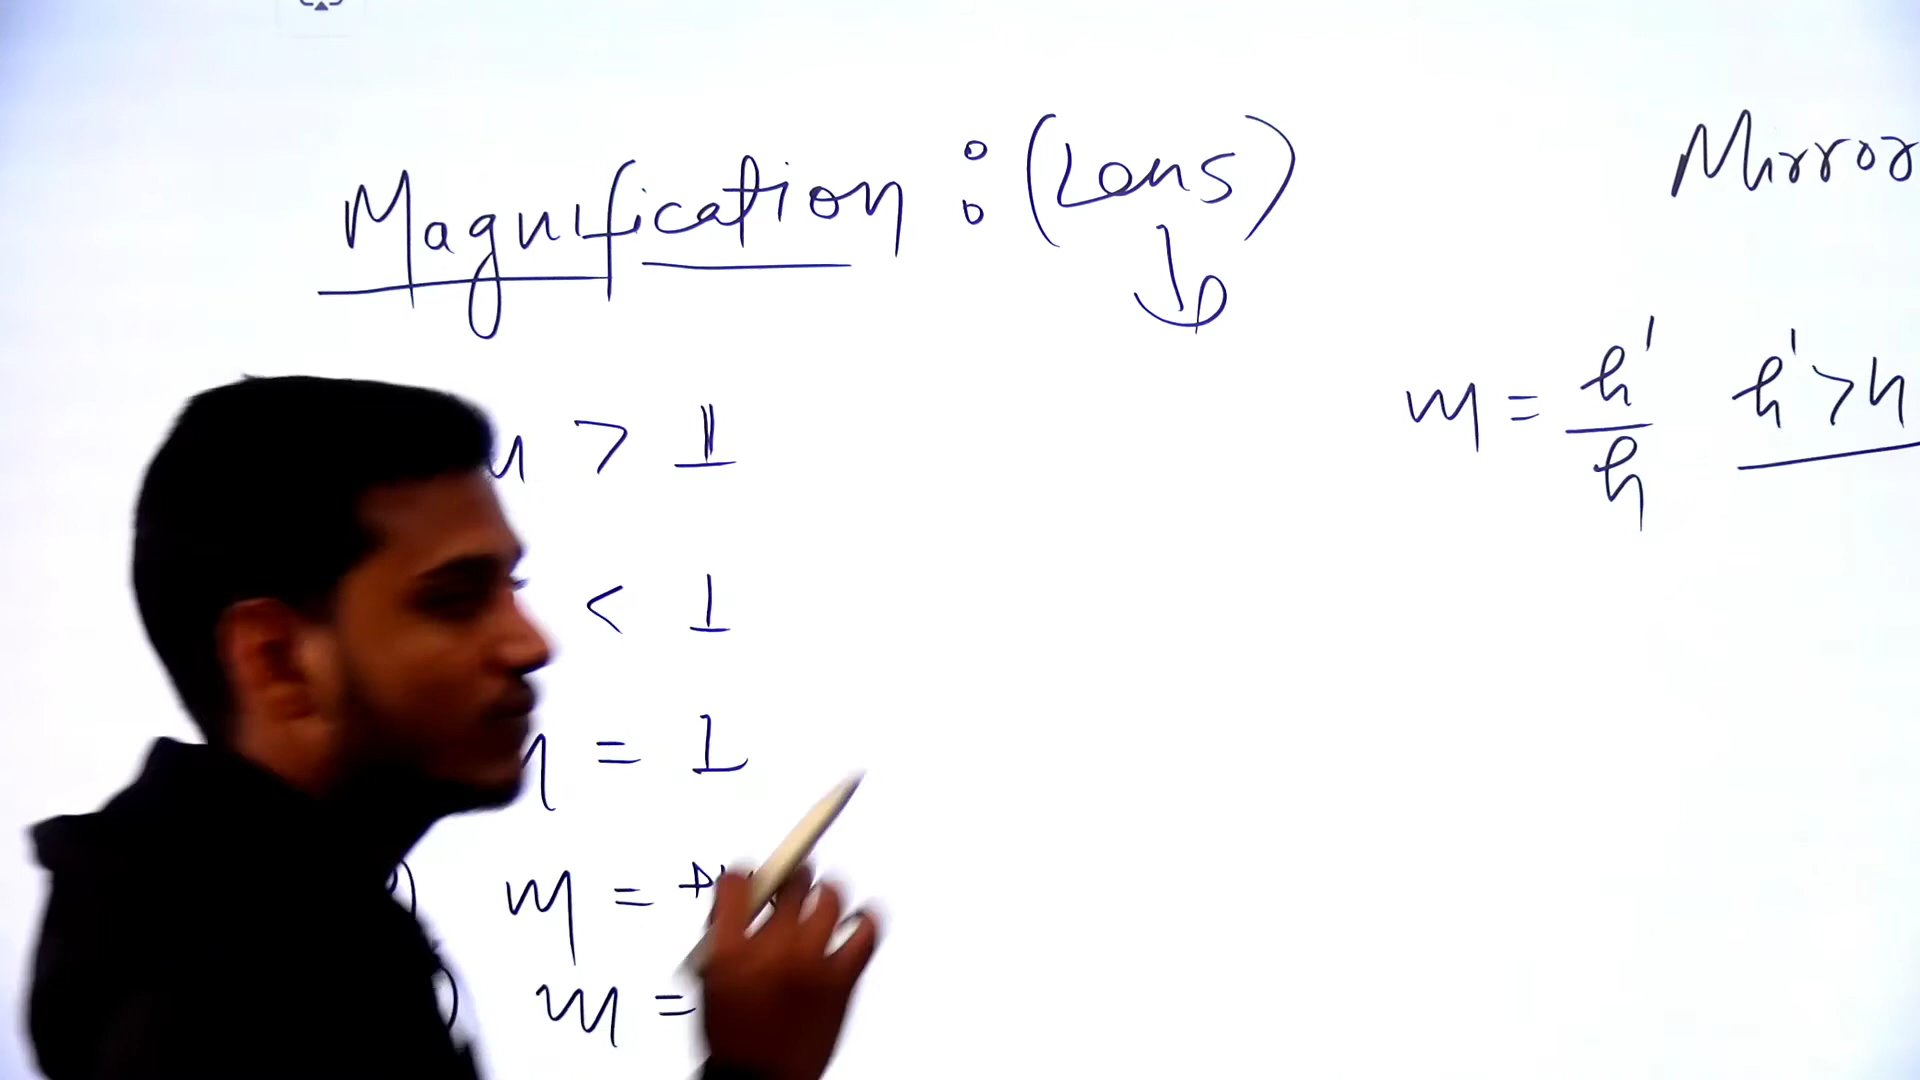 Magnification : (Lens)
Mirror
m = h'/h h' > h
m > 1
< 1
m = 1
m =
m =